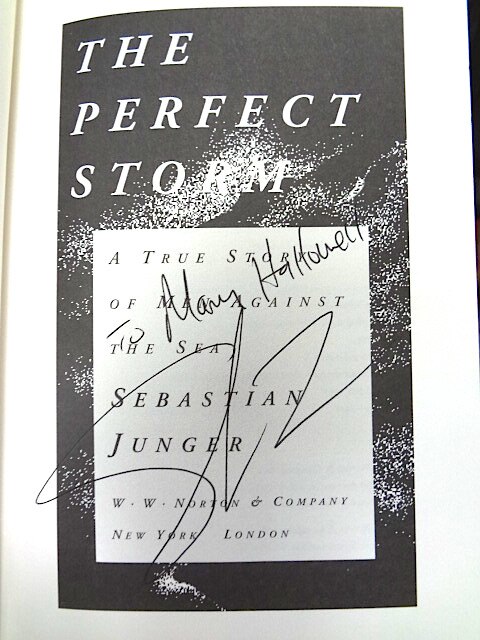 THE
PERFECT
STORM
A TRUE STORY
OF MEN AGAINST
THE SEA
To Mary Hallowell
SEBASTIAN
JUNGER
W · W · NORTON & COMPANY
NEW YORK LONDON